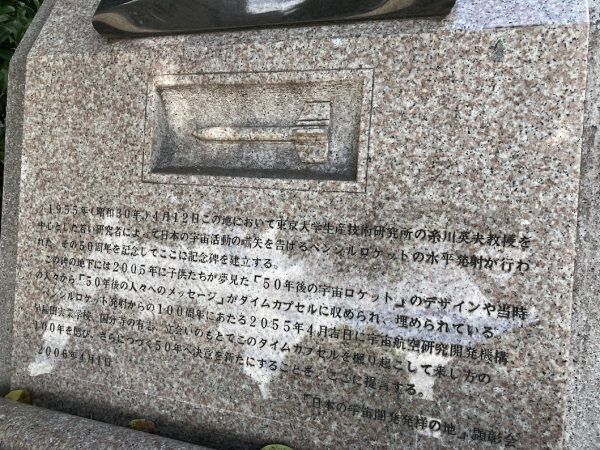 1955年(昭和30年)4月12日この地において東京大学生産技術研究所の糸川英夫教授を
中心とした若い研究者によって日本の宇宙活動の嚆矢を告げるペンシルロケットの水平発射が行わ
れた。その50周年を記念してここに記念碑を建立する。
この碑の地下には2005年に子供たちが夢見た「50年後の宇宙ロケット」のデザインや当時
の人々から「50年後の人々へのメッセージ」がタイムカプセルに収められ、埋められている。
ペンシルロケット発射からの100周年にあたる2055年4月吉日に宇宙航空研究開発機構、
早稲田実業学校、国分寺の有志、立会いのもとでこのタイムカプセルを掘り起こして来し方の
100年を偲び、さらにつづく50年へ決意を新たにすることを、ここに提言する。
2006年4月1日
「日本の宇宙開発発祥の地」顕彰会